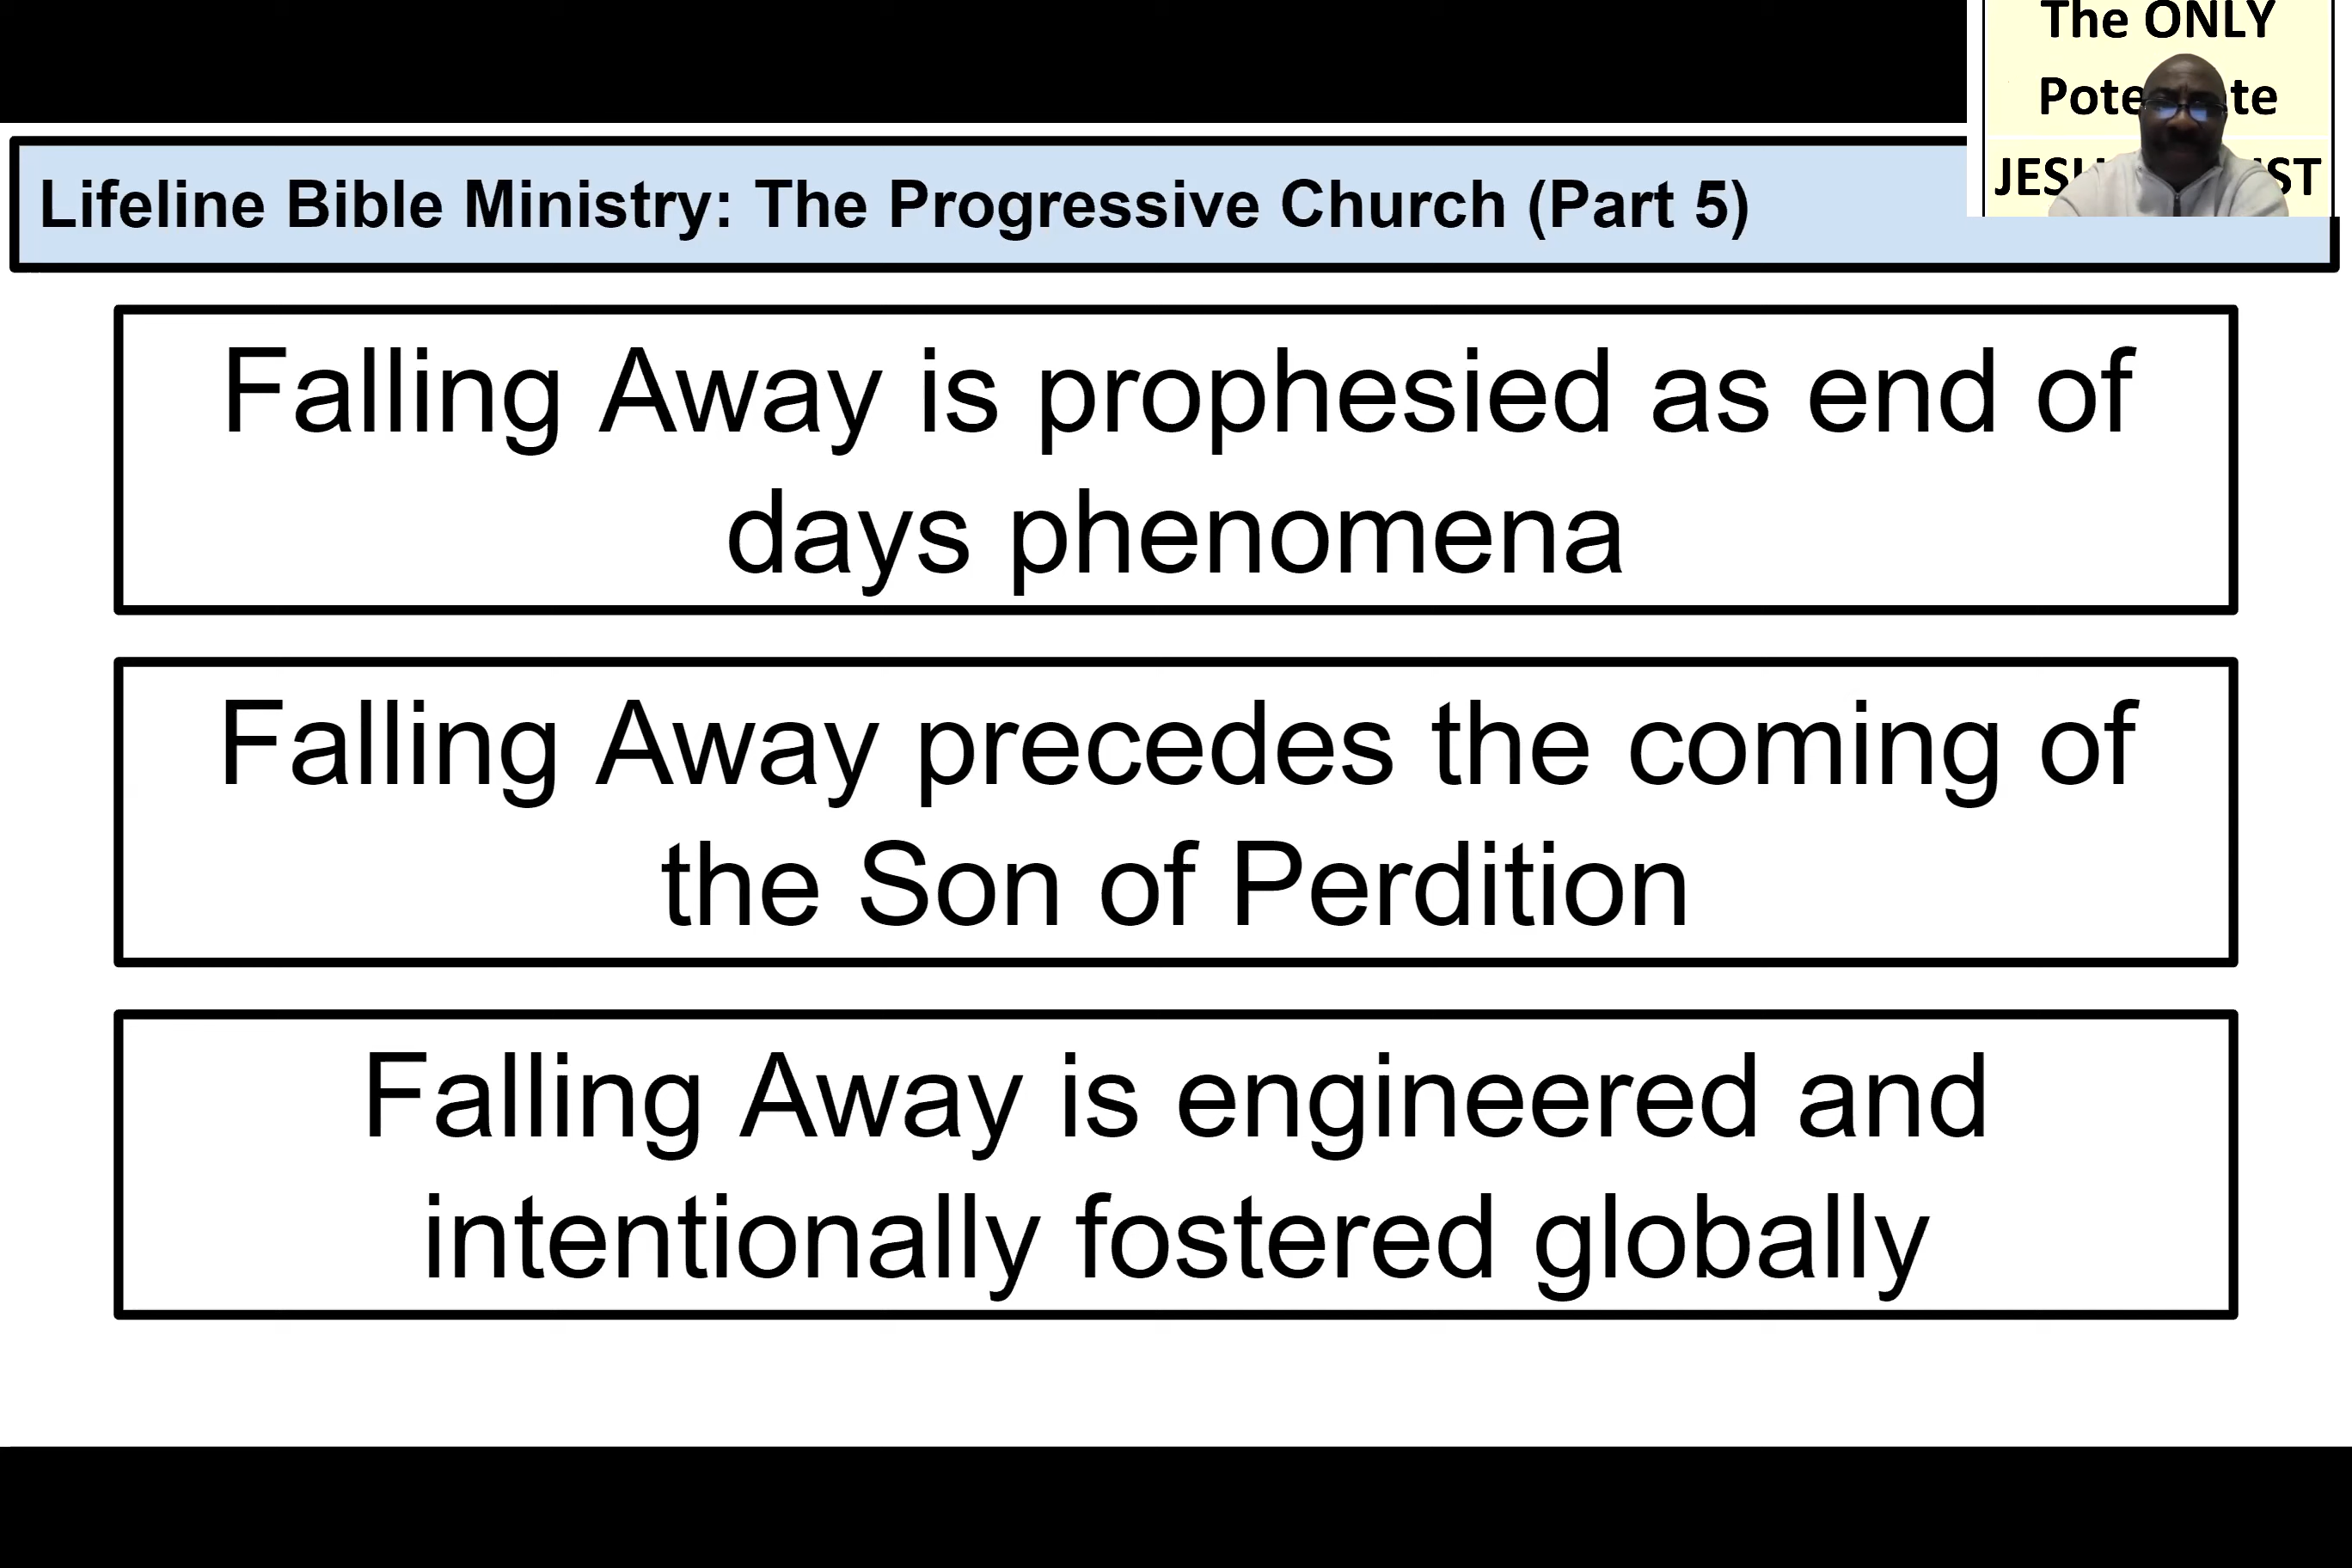 The ONLY
Lifeline Bible Ministry: The Progressive Church (Part 5)
Falling Away is prophesied as end of
days phenomena
Falling Away precedes the coming of
the Son of Perdition
Falling Away is engineered and
intentionally fostered globally